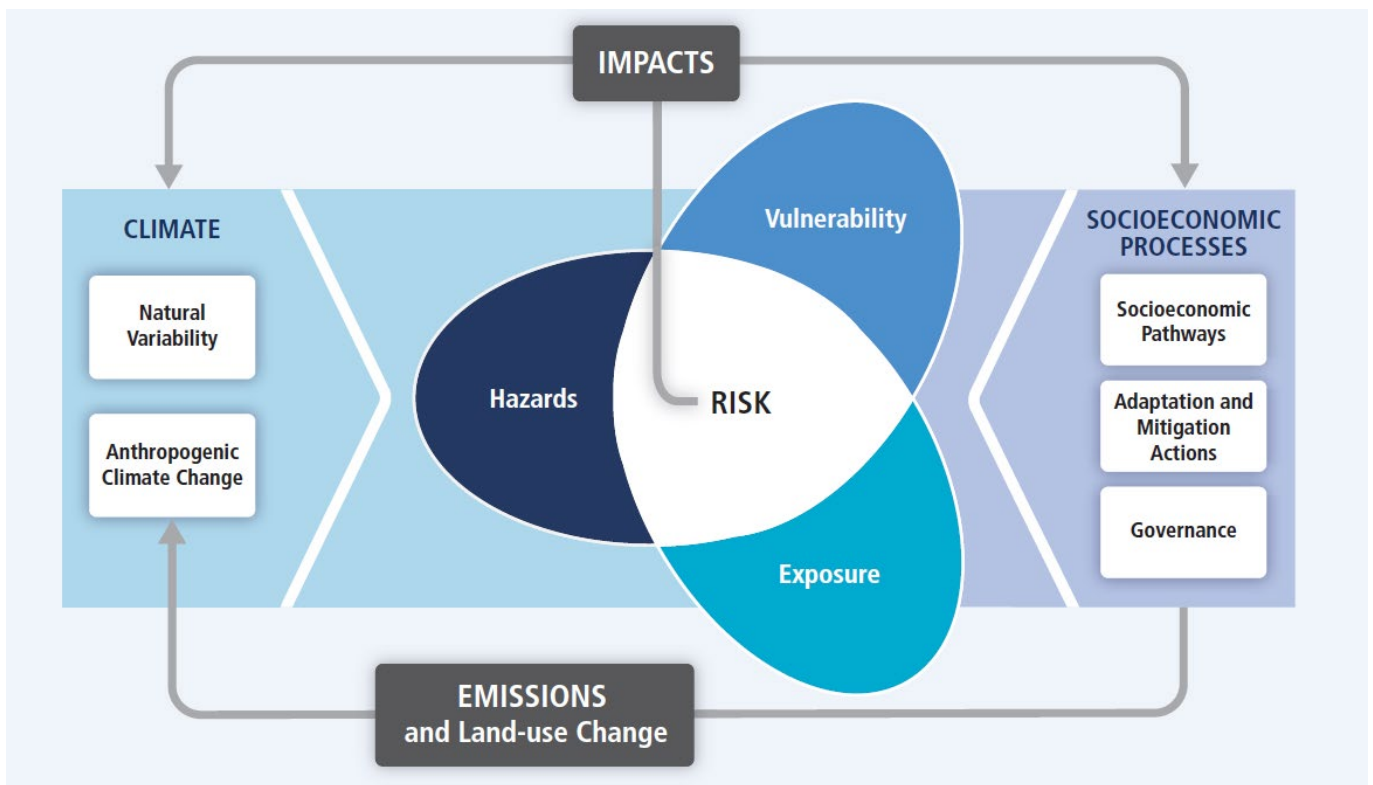 IMPACTS
CLIMATE
Natural
Variability
Anthropogenic
Climate Change
Vulnerability
Hazards
RISK
Exposure
SOCIOECONOMIC
PROCESSES
Socioeconomic
Pathways
Adaptation and
Mitigation
Actions
Governance
EMISSIONS
and Land-use Change